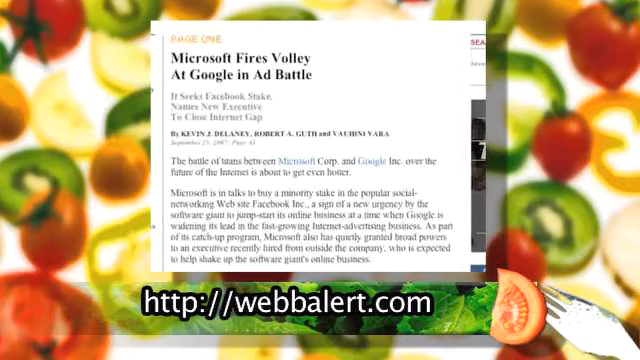 PAGE ONE
Microsoft Fires Volley
At Google in Ad Battle
It Seeks Facebook Stake,
Names New Executive
To Close Internet Gap
By KEVIN J. DELANEY, ROBERT A. GUTH and VAUHINI VARA
September 25, 2007; Page A1
The battle of titans between Microsoft Corp. and Google Inc. over the
future of the Internet is about to get even hotter.
Microsoft is in talks to buy a minority stake in the popular social-
networking Web site Facebook Inc., a sign of a new urgency by the
software giant to jump-start its online business at a time when Google is
widening its lead in the fast-growing Internet-advertising business. As part
of its catch-up program, Microsoft also has quietly granted broad powers
to an executive recently hired from outside the company, who is expected
to help shake up the software giant's online business.
SEA
http://webbalert.com